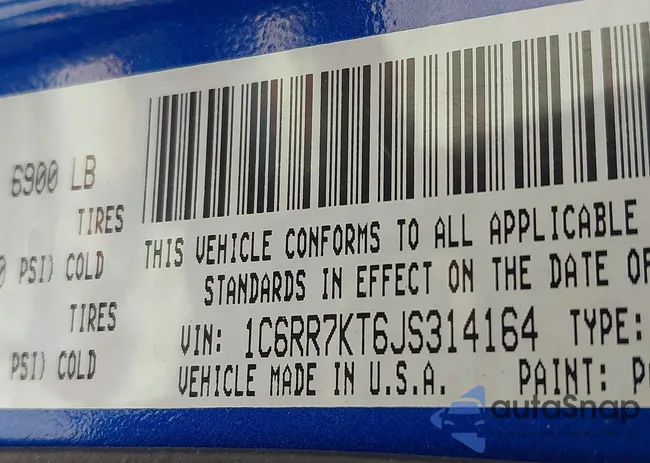 6900 LB
TIRES
PSI) COLD
TIRES
PSI) COLD
THIS VEHICLE CONFORMS TO ALL APPLICABLE
STANDARDS IN EFFECT ON THE DATE OF
VIN: 1C6RR7KT6JS314164 TYPE:
VEHICLE MADE IN U.S.A. PAINT: P
autoSnap